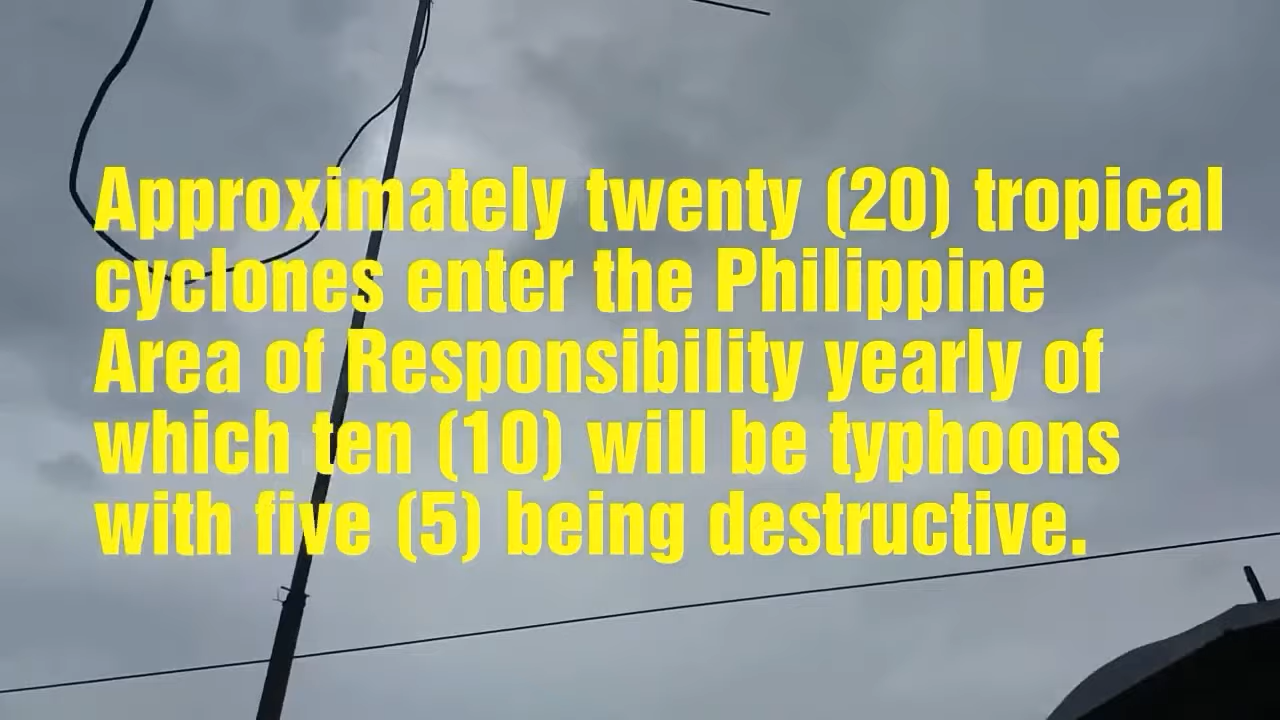 Approximately twenty (20) tropical
cyclones enter the Philippine
Area of Responsibility yearly of
which ten (10) will be typhoons
with five (5) being destructive.